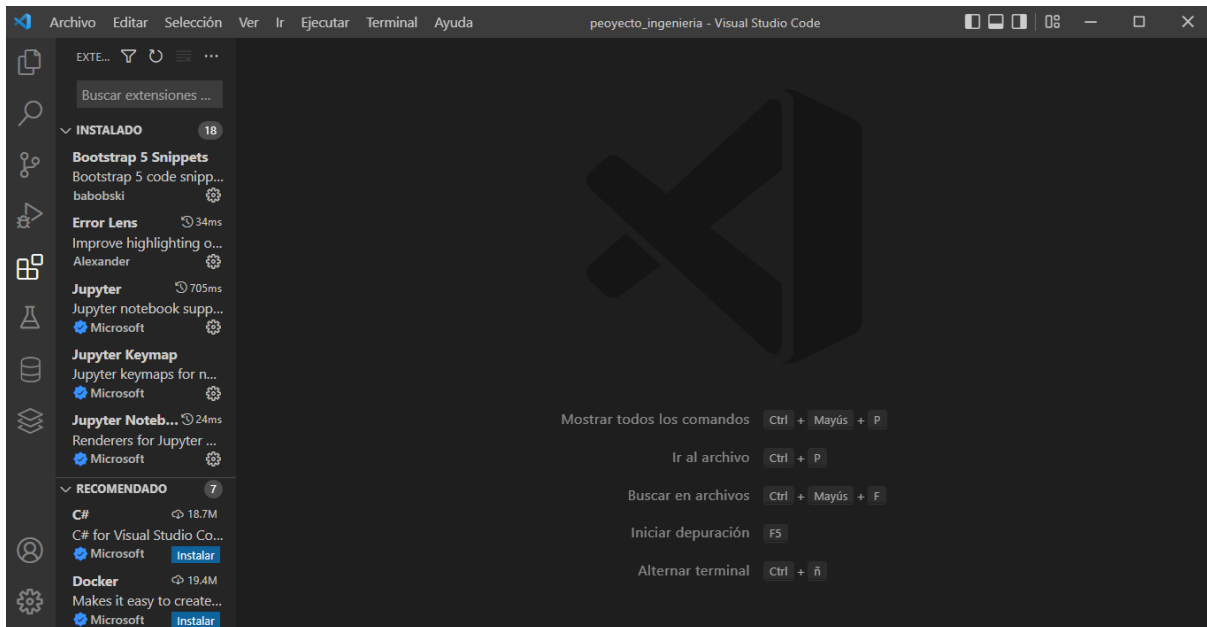 Archivo Editar Selección Ver Ir Ejecutar Terminal Ayuda peoyecto_ingenieria - Visual Studio Code
EXTE...
Buscar extensiones ...
INSTALADO 18
Bootstrap 5 Snippets
Bootstrap 5 code snipp...
babobski
Error Lens 34ms
Improve highlighting o...
Alexander
Jupyter 705ms
Jupyter notebook supp...
Microsoft
Jupyter Keymap
Jupyter keymaps for n...
Microsoft
Jupyter Noteb... 24ms
Renderers for Jupyter ...
Microsoft
RECOMENDADO 7
C# 18.7M
C# for Visual Studio Co...
Microsoft Instalar
Docker 19.4M
Makes it easy to create...
Microsoft Instalar
Mostrar todos los comandos Ctrl + Mayús + P
Ir al archivo Ctrl + P
Buscar en archivos Ctrl + Mayús + F
Iniciar depuración F5
Alternar terminal Ctrl + ñ